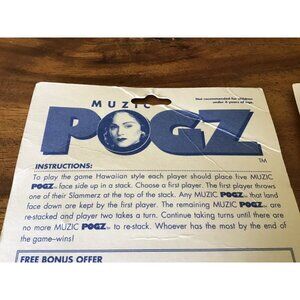 MUZIC
Not recommended for children
under 6 years of age
POGZ
TM
INSTRUCTIONS:
To play the game Hawaiian style each player should place five MUZIC
POGZ™ face side up in a stack. Choose a first player. The first player throws
one of their Slammerz at the top of the stack. Any MUZIC POGZ™ that land
face down are kept by the first player. The remaining MUZIC POGZ™ are
re-stacked and player two takes a turn. Continue taking turns until there are
no more MUZIC POGZ™ to re-stack. Whoever has the most by the end of
the game–wins!
FREE BONUS OFFER